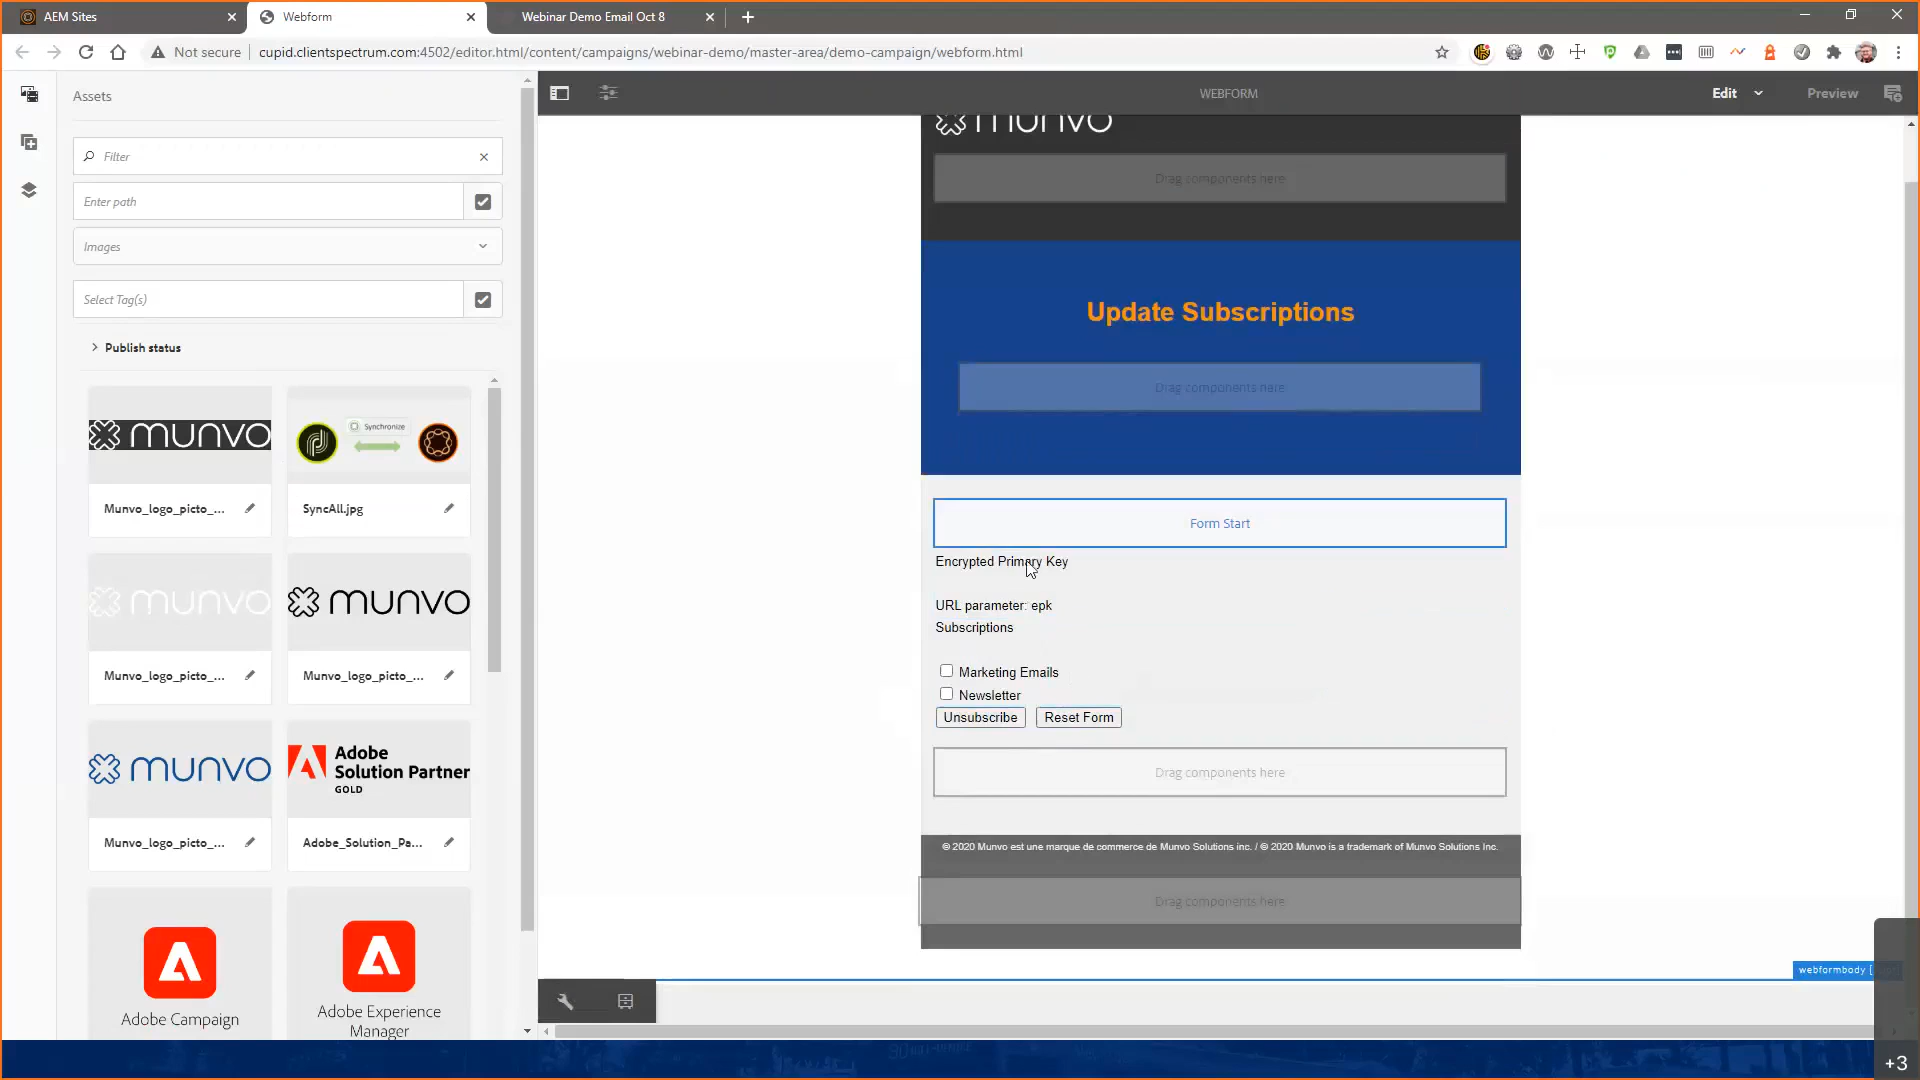 AEM Sites
Webform
Webinar Demo Email Oct 8
Not secure
cupid.clientspectrum.com:4502/editor.html/content/campaigns/webinar-demo/master-area/demo-campaign/webform.html
Assets
WEBFORM
Edit
Preview
Filter
Enter path
Images
Select Tag(s)
Publish status
munvo
Synchronize
Munvo_logo_picto_...
SyncAll.jpg
munvo
munvo
Munvo_logo_picto_...
Munvo_logo_picto_...
munvo
Adobe
Solution Partner
GOLD
Munvo_logo_picto_...
Adobe_Solution_Pa...
Adobe Campaign
Adobe Experience
Manager
munvo
Drag components here
Update Subscriptions
Drag components here
Form Start
Encrypted Primary Key
URL parameter: epk
Subscriptions
Marketing Emails
Newsletter
Unsubscribe
Reset Form
Drag components here
© 2020 Munvo est une marque de commerce de Munvo Solutions inc. / © 2020 Munvo is a trademark of Munvo Solutions Inc.
Drag components here
webformbody [
+3